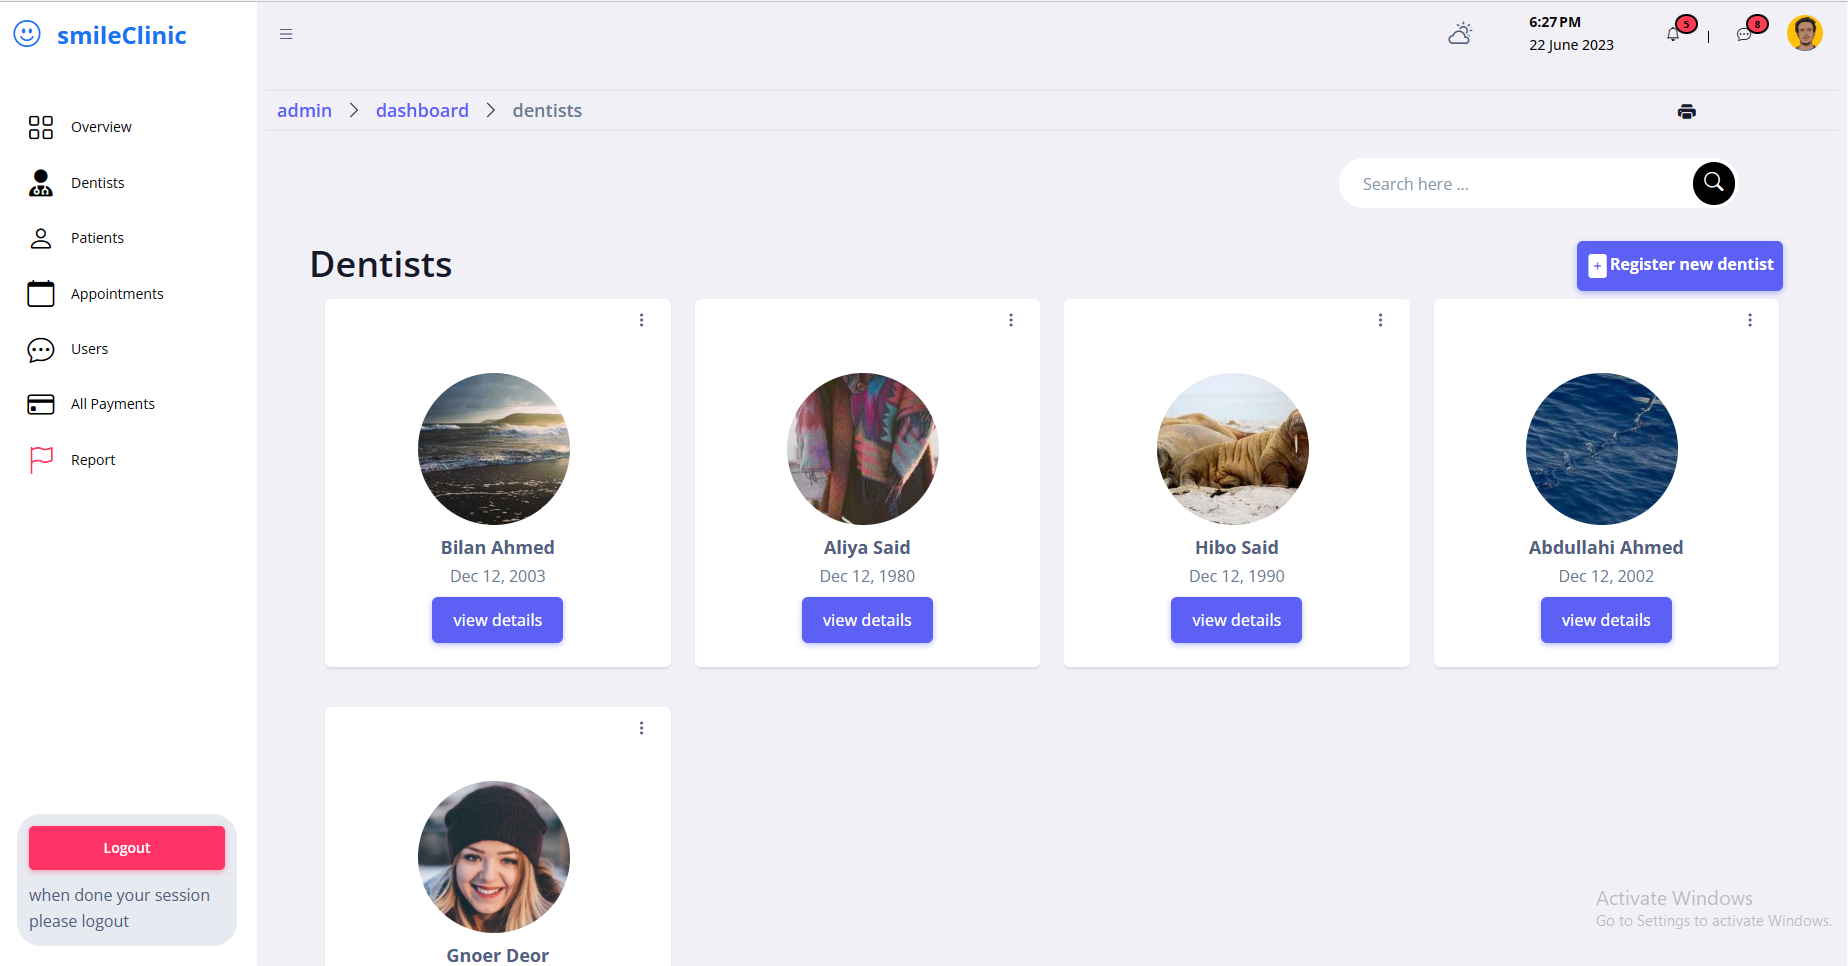 smileClinic
6:27 PM
22 June 2023
5
8
admin > dashboard > dentists
Search here ...
Overview
Dentists
Patients
Appointments
Users
All Payments
Report
Logout
when done your session
please logout
Dentists
Register new dentist
Bilan Ahmed
Dec 12, 2003
view details
Aliya Said
Dec 12, 1980
view details
Hibo Said
Dec 12, 1990
view details
Abdullahi Ahmed
Dec 12, 2002
view details
Gnoer Deor
Activate Windows
Go to Settings to activate Windows.